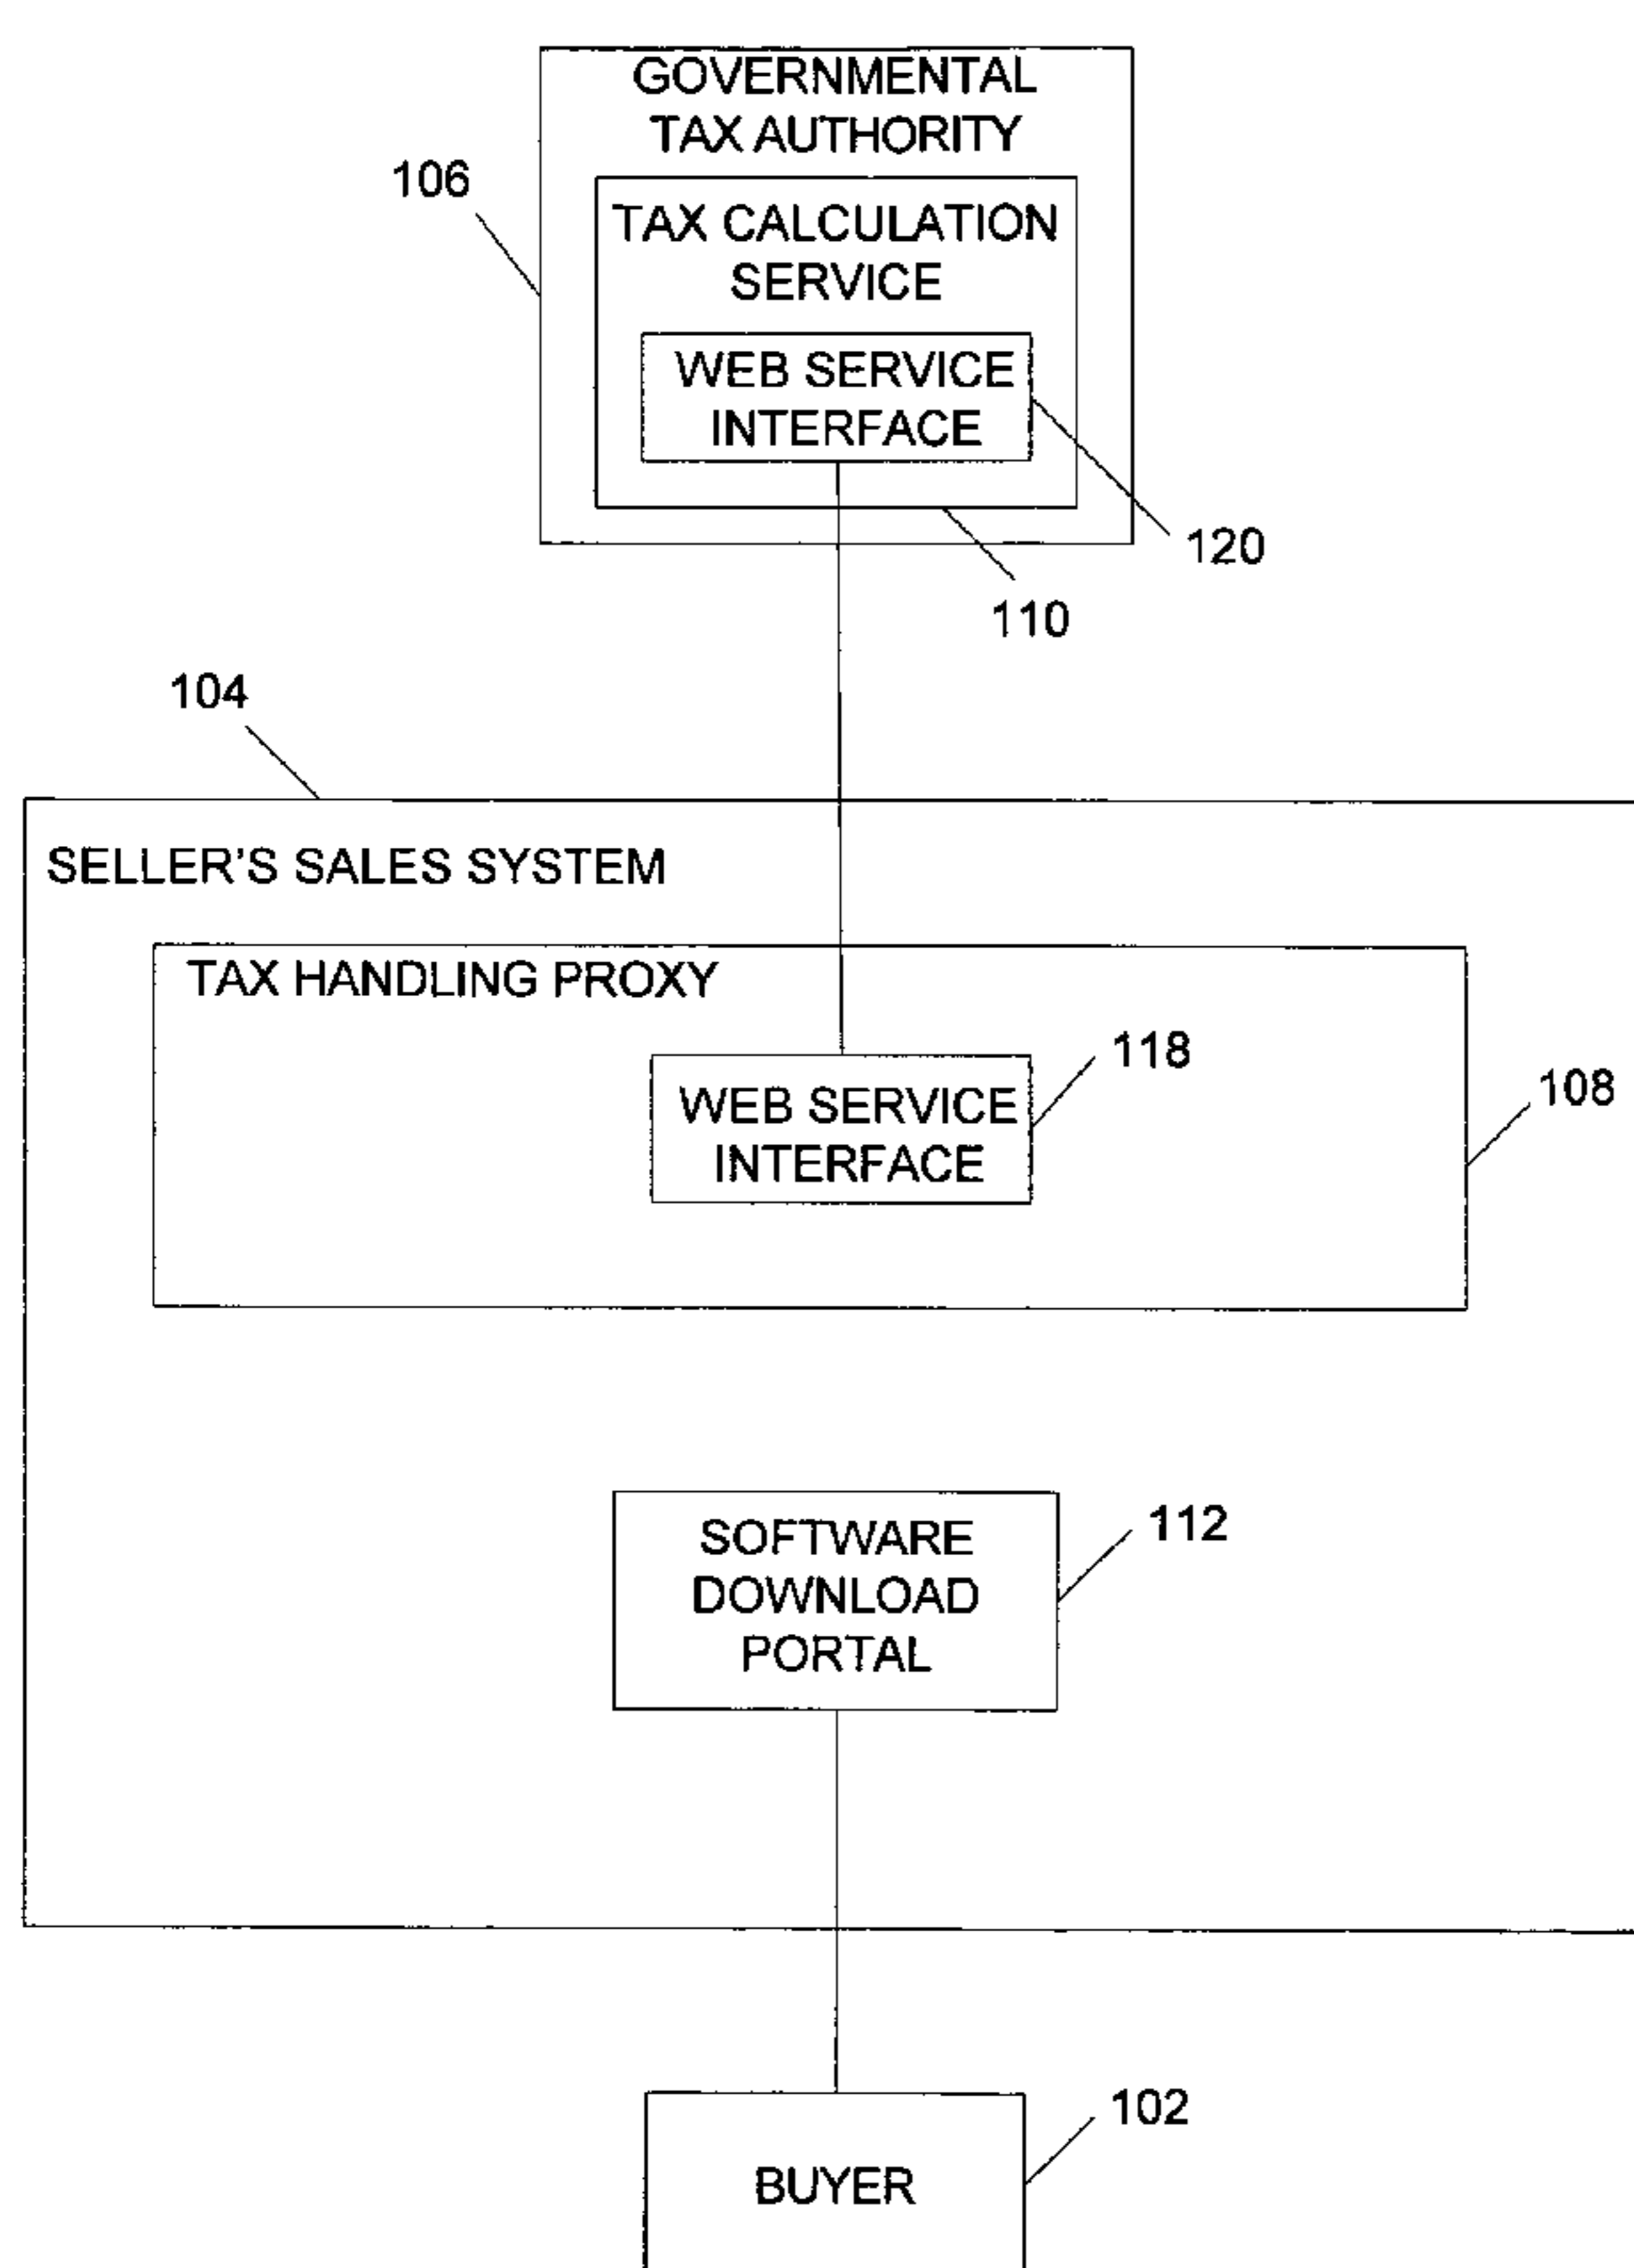 GOVERNMENTAL
TAX AUTHORITY
106
TAX CALCULATION
SERVICE
WEB SERVICE
INTERFACE
120
110
104
SELLER'S SALES SYSTEM
TAX HANDLING PROXY
118
108
WEB SERVICE
INTERFACE
SOFTWARE
DOWNLOAD
PORTAL
112
102
BUYER